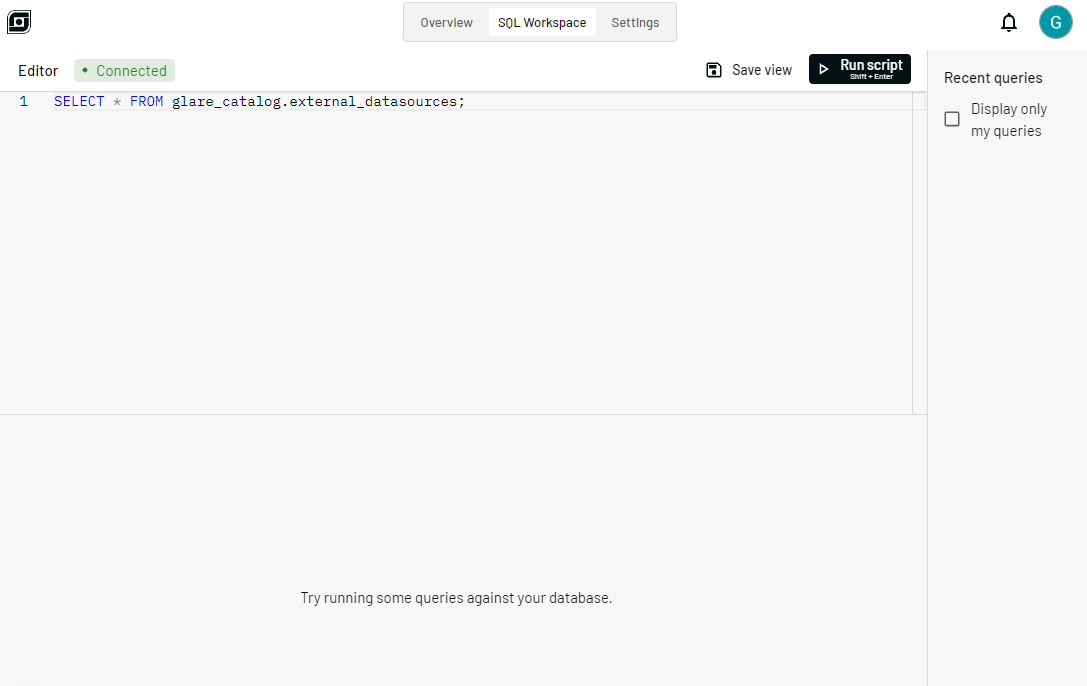 Overview SQL Workspace Settings
G
Editor • Connected Save view Run script
Shift + Enter
1 SELECT * FROM glare_catalog.external_datasources;
Recent queries
Display only
my queries
Try running some queries against your database.